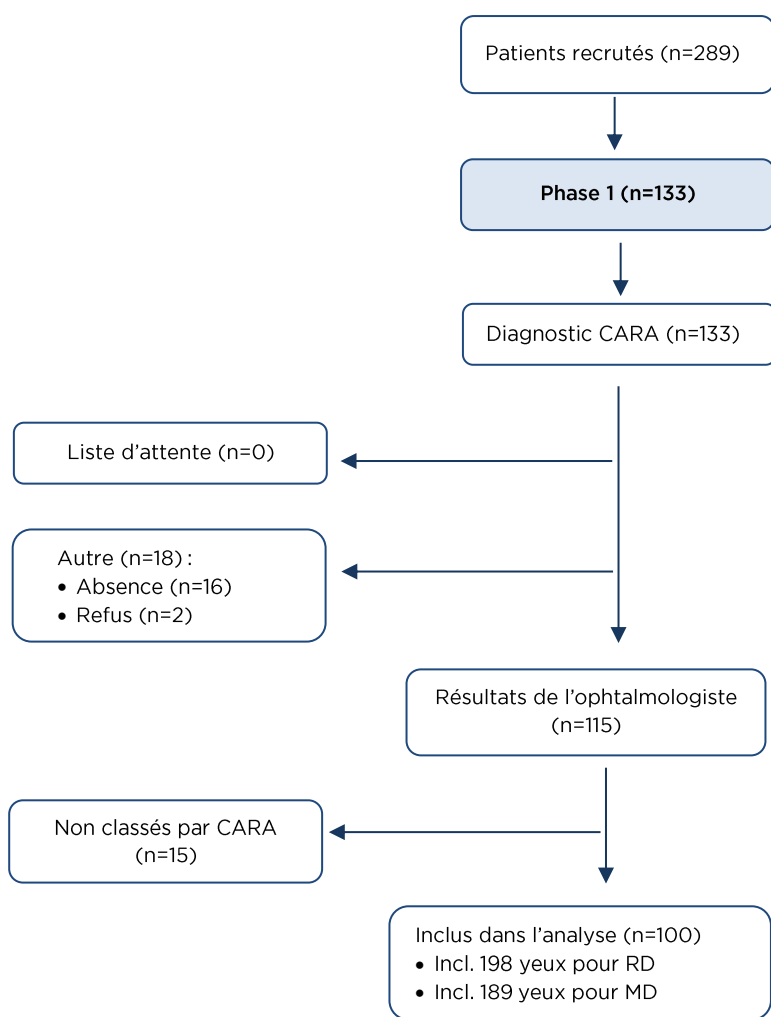 Patients recrutés (n=289)
Phase 1 (n=133)
Diagnostic CARA (n=133)
Liste d’attente (n=0)
Autre (n=18) :
• Absence (n=16)
• Refus (n=2)
Résultats de l’ophtalmologiste
(n=115)
Non classés par CARA
(n=15)
Inclus dans l’analyse (n=100)
• Incl. 198 yeux pour RD
• Incl. 189 yeux pour MD